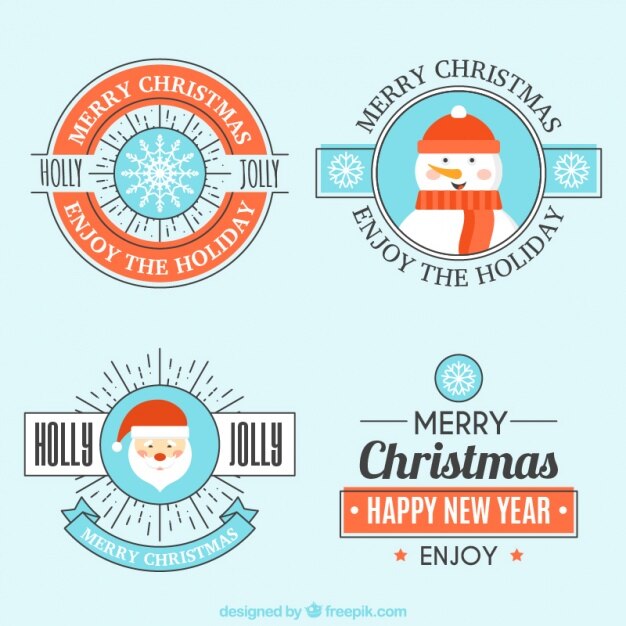 MERRY CHRISTMAS
HOLLY JOLLY
ENJOY THE HOLIDAY
MERRY CHRISTMAS
ENJOY THE HOLIDAY
HOLLY JOLLY
MERRY CHRISTMAS
MERRY
Christmas
• HAPPY NEW YEAR •
★ ENJOY ★
designed by freepik.com